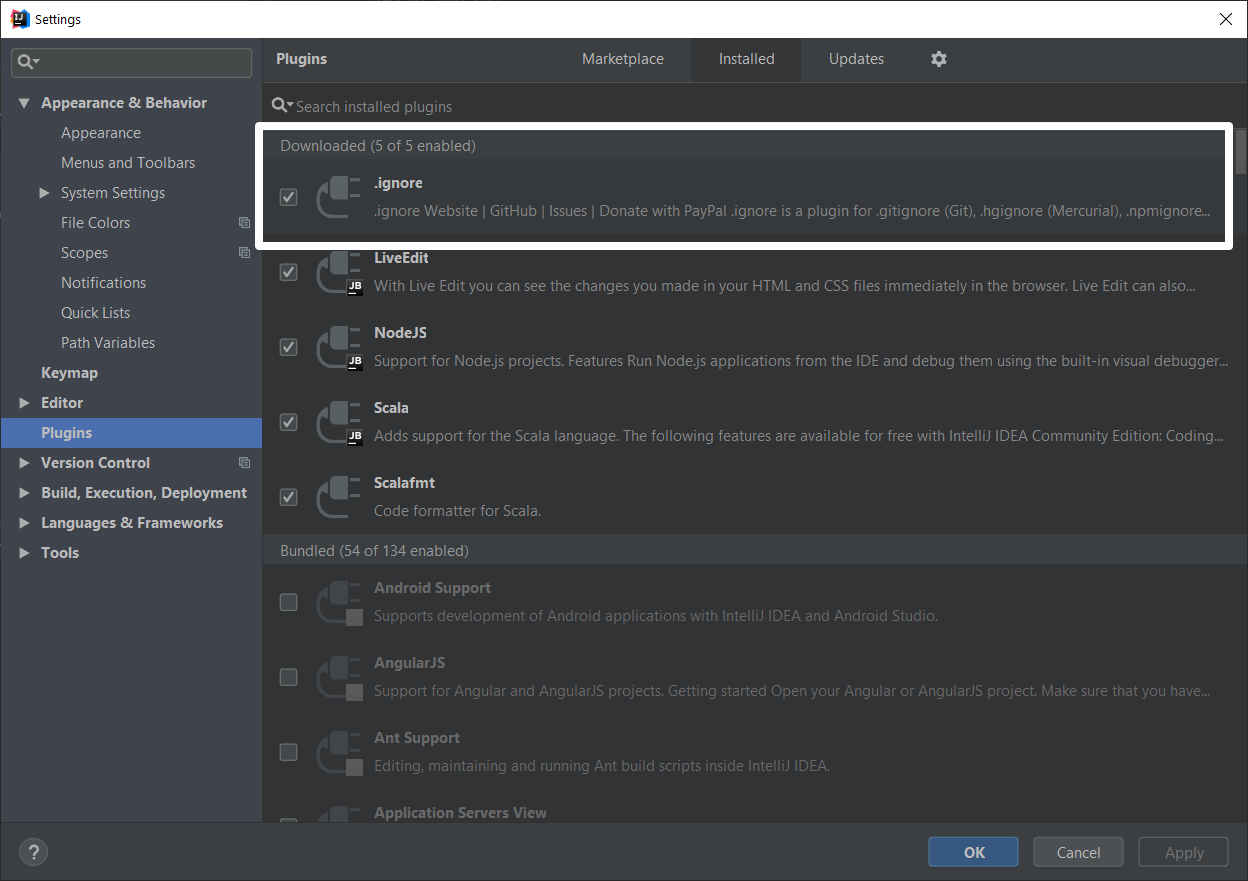 Settings
Appearance & Behavior
Appearance
Menus and Toolbars
System Settings
File Colors
Scopes
Notifications
Quick Lists
Path Variables
Keymap
Editor
Plugins
Version Control
Build, Execution, Deployment
Languages & Frameworks
Tools
Plugins
Marketplace
Installed
Updates
Search installed plugins
Downloaded (5 of 5 enabled)
.ignore
.ignore Website | GitHub | Issues | Donate with PayPal .ignore is a plugin for .gitignore (Git), .hgignore (Mercurial), .npmignore...
LiveEdit
JB
With Live Edit you can see the changes you made in your HTML and CSS files immediately in the browser. Live Edit can also...
NodeJS
JB
Support for Node.js projects. Features Run Node.js applications from the IDE and debug them using the built-in visual debugger...
Scala
JB
Adds support for the Scala language. The following features are available for free with IntelliJ IDEA Community Edition: Coding...
Scalafmt
Code formatter for Scala.
Bundled (54 of 134 enabled)
Android Support
Supports development of Android applications with IntelliJ IDEA and Android Studio.
AngularJS
Support for Angular and AngularJS projects. Getting started Open your Angular or AngularJS project. Make sure that you have...
Ant Support
Editing, maintaining and running Ant build scripts inside IntelliJ IDEA.
Application Servers View
?
OK
Cancel
Apply